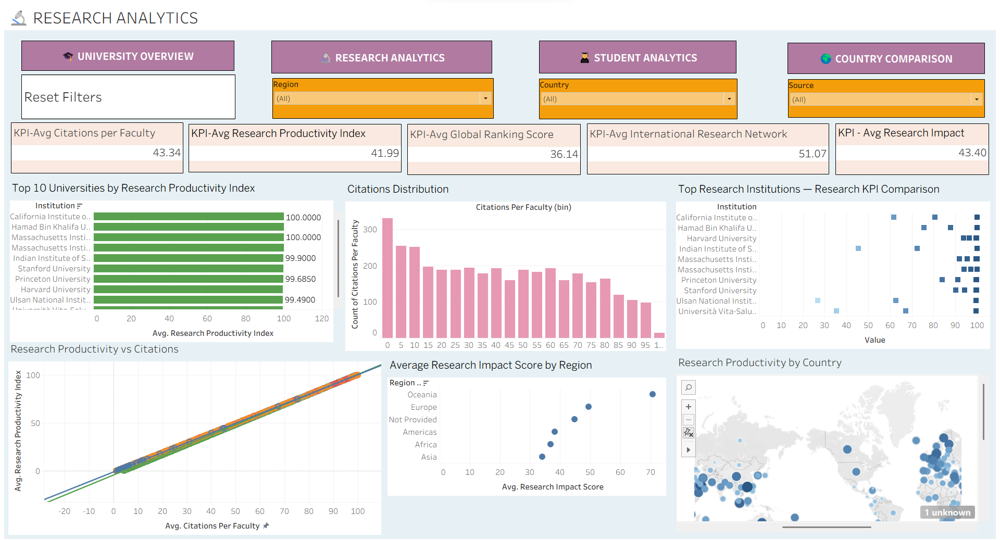 RESEARCH ANALYTICS
UNIVERSITY OVERVIEW
RESEARCH ANALYTICS
STUDENT ANALYTICS
COUNTRY COMPARISON
Reset Filters
Region
(All)
Country
(All)
Source
(All)
KPI-Avg Citations per Faculty
43.34
KPI-Avg Research Productivity Index
41.99
KPI-Avg Global Ranking Score
36.14
KPI-Avg International Research Network
51.07
KPI - Avg Research Impact
43.40
Top 10 Universities by Research Productivity Index
Institution
California Institute o..
100.0000
Hamad Bin Khalifa U..
Massachusetts Insti..
100.0000
Massachusetts Insti..
Indian Institute of S..
99.9000
Stanford University
Princeton University
99.6850
Harvard University
Ulsan National Instit..
99.4900
Università Vita-Salu..
0 20 40 60 80 100 120
Avg. Research Productivity Index
Citations Distribution
Citations Per Faculty (bin)
Count of Citations Per Faculty
300
200
100
0
0 5 10 15 20 25 30 35 40 45 50 55 60 65 70 75 80 85 90 95 1..
Top Research Institutions — Research KPI Comparison
Institution
California Institute o..
Hamad Bin Khalifa U..
Harvard University
Indian Institute of S..
Massachusetts Insti..
Massachusetts Insti..
Princeton University
Stanford University
Ulsan National Instit..
Università Vita-Salu..
0 10 20 30 40 50 60 70 80 90 100
Value
Research Productivity vs Citations
Avg. Research Productivity Index
100
50
0
-20 -10 0 10 20 30 40 50 60 70 80 90 100
Avg. Citations Per Faculty
Average Research Impact Score by Region
Region ..
Oceania
Europe
Not Provided
Americas
Africa
Asia
0 10 20 30 40 50 60 70
Avg. Research Impact Score
Research Productivity by Country
1 unknown